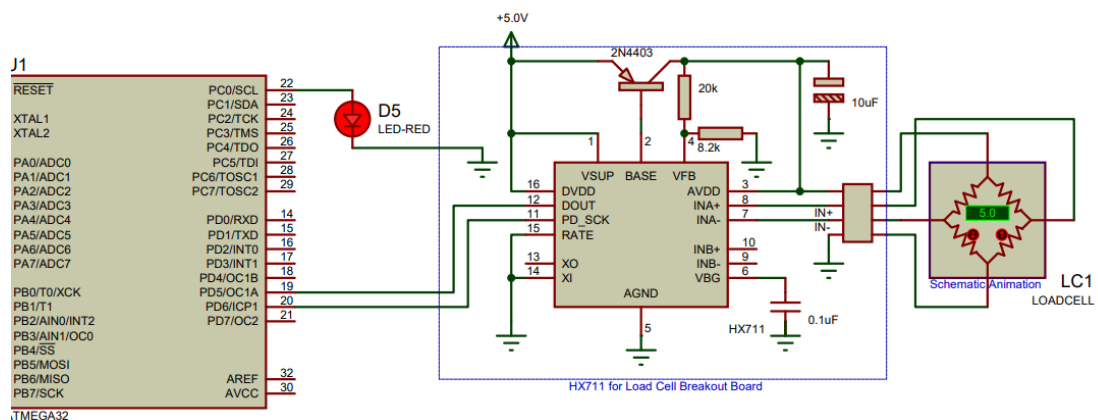 +5.0V
U1
RESET
XTAL1
XTAL2
PA0/ADC0
PA1/ADC1
PA2/ADC2
PA3/ADC3
PA4/ADC4
PA5/ADC5
PA6/ADC6
PA7/ADC7
PB0/T0/XCK
PB1/T1
PB2/AIN0/INT2
PB3/AIN1/OC0
PB4/SS
PB5/MOSI
PB6/MISO
PB7/SCK
ATMEGA32
PC0/SCL 22
PC1/SDA 23
PC2/TCK 24
PC3/TMS 25
PC4/TDO 26
PC5/TDI 27
PC6/TOSC1 28
PC7/TOSC2 29
PD0/RXD 14
PD1/TXD 15
PD2/INT0 16
PD3/INT1 17
PD4/OC1B 18
PD5/OC1A 19
PD6/ICP1 20
PD7/OC2 21
AREF 32
AVCC 30
D5
LED-RED
2N4403
20k
10uF
8.2k
1
2
4
VSUP BASE VFB
16 DVDD
12 DOUT
11 PD_SCK
15 RATE
13 XO
14 XI
AVDD 3
INA+ 8
INA- 7
INB+ 10
INB- 9
VBG 6
AGND
5
HX711
0.1uF
IN+
IN-
5.0
Schematic Animation
LC1
LOADCELL
HX711 for Load Cell Breakout Board